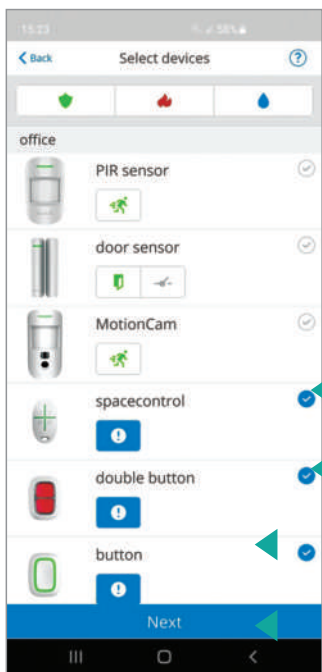 15:23
58%
Back
Select devices
office
PIR sensor
door sensor
MotionCam
spacecontrol
double button
button
Next